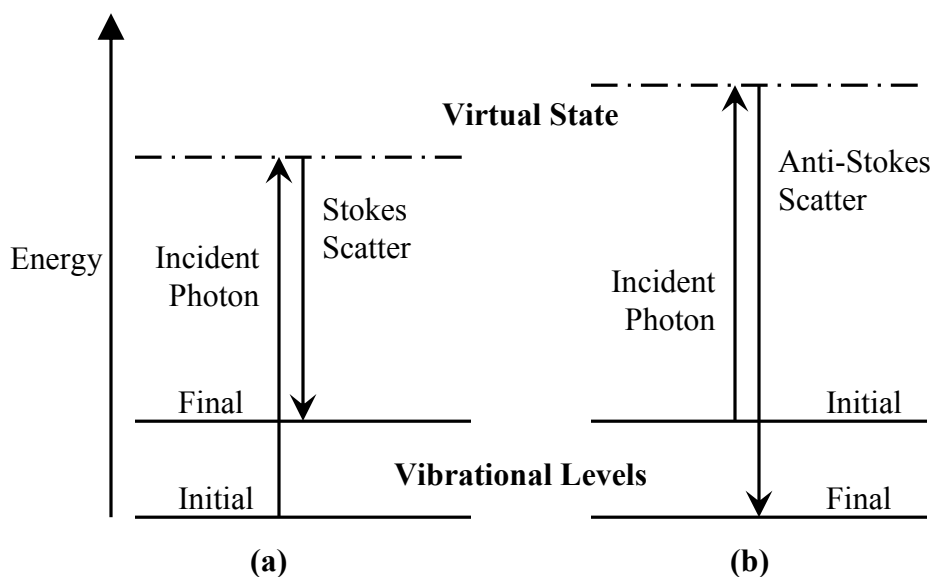 Virtual State
Anti-Stokes
Scatter
Stokes
Scatter
Energy
Incident
Photon
Incident
Photon
Final
Initial
Vibrational Levels
Initial
Final
(a)
(b)